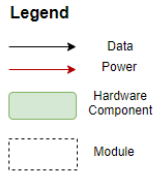 Legend
Data
Power
Hardware
Component
Module